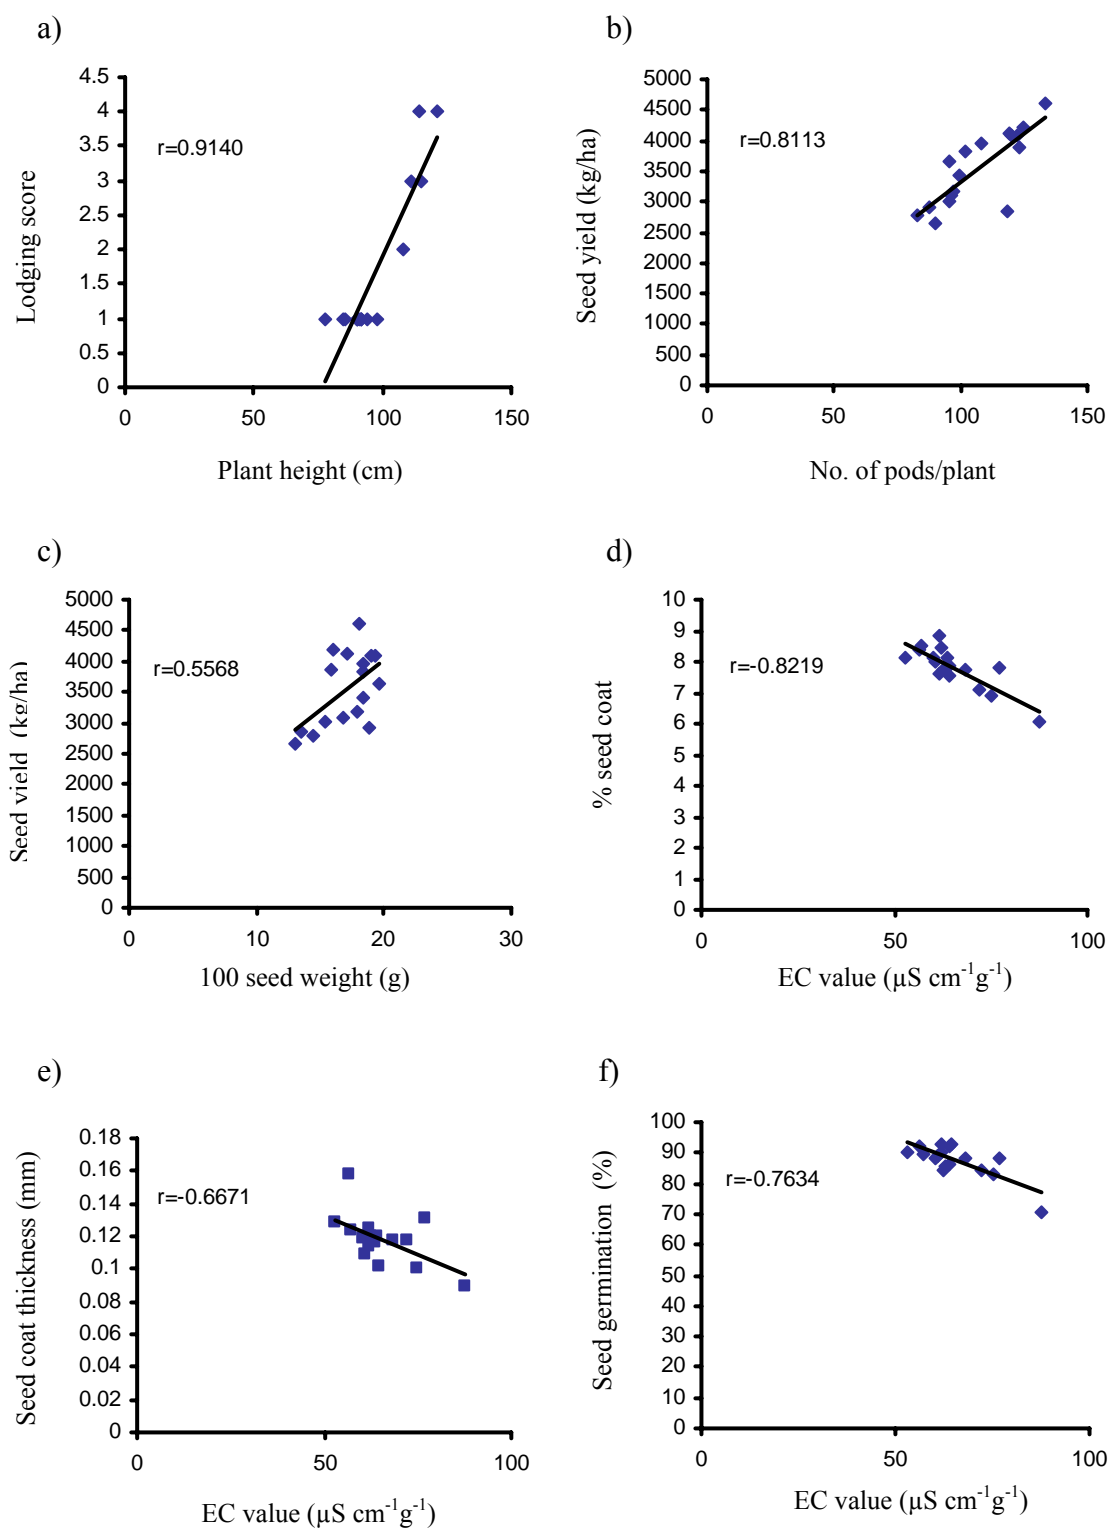 a)
4.5
4
3.5
3
2.5
2
1.5
1
0.5
0
0 50 100 150
r=0.9140
Lodging score
Plant height (cm)
b)
5000
4500
4000
3500
3000
2500
2000
1500
1000
500
0
0 50 100 150
r=0.8113
Seed yield (kg/ha)
No. of pods/plant
c)
5000
4500
4000
3500
3000
2500
2000
1500
1000
500
0
0 10 20 30
r=0.5568
Seed yield (kg/ha)
100 seed weight (g)
d)
10
9
8
7
6
5
4
3
2
1
0
0 50 100
r=-0.8219
% seed coat
EC value (µS cm⁻¹g⁻¹)
e)
0.18
0.16
0.14
0.12
0.1
0.08
0.06
0.04
0.02
0
0 50 100
r=-0.6671
Seed coat thickness (mm)
EC value (µS cm⁻¹g⁻¹)
f)
100
90
80
70
60
50
40
30
20
10
0
0 50 100
r=-0.7634
Seed germination (%)
EC value (µS cm⁻¹g⁻¹)